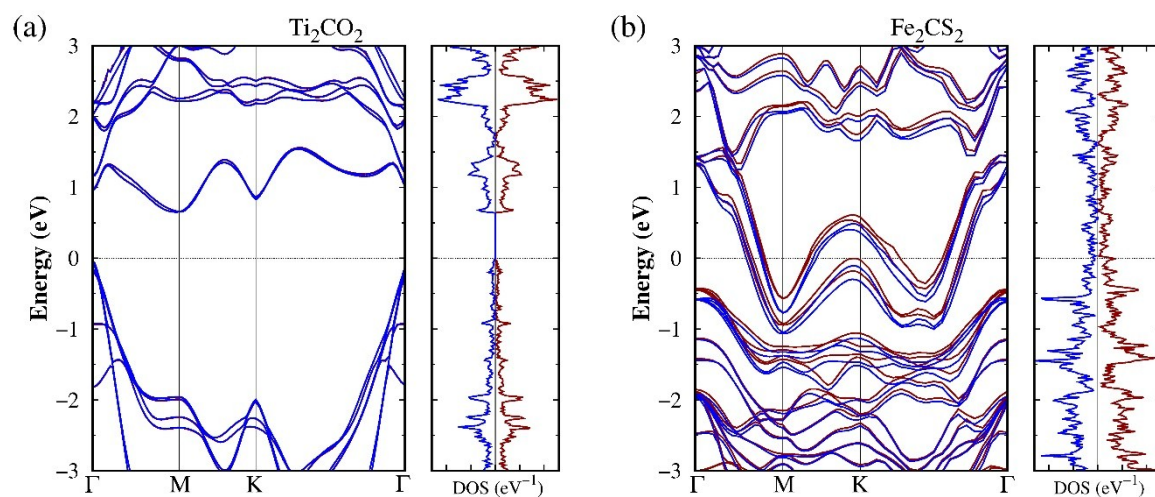 (a) Ti₂CO₂
Energy (eV)
3
2
1
0
−1
−2
−3
Γ M K Γ
DOS (eV⁻¹)
(b) Fe₂CS₂
Energy (eV)
3
2
1
0
−1
−2
−3
Γ M K Γ
DOS (eV⁻¹)